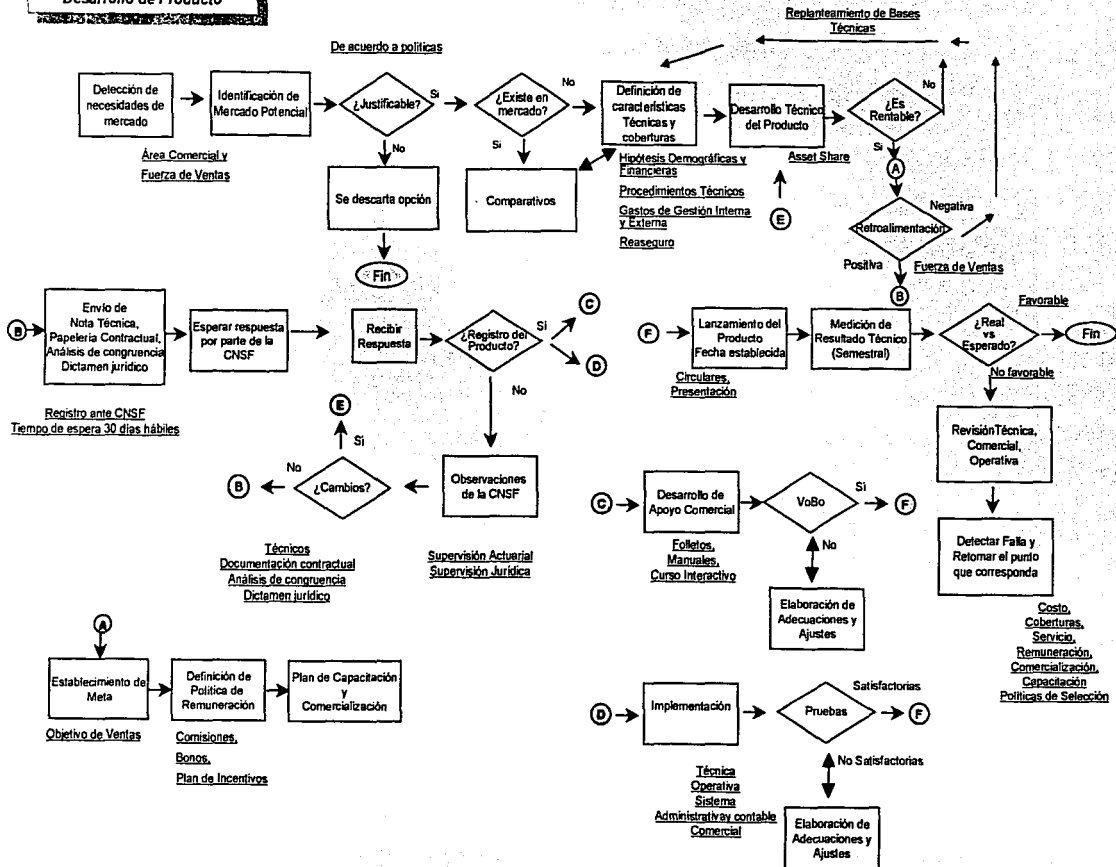 Desarrollo de Producto
Replanteamiento de Bases
Técnicas
De acuerdo a políticas
Detección de
necesidades de
mercado
Identificación de
Mercado Potencial
¿Justificable?
Si
¿Existe en
mercado?
No
Definición de
características
Técnicas y
coberturas
Desarrollo Técnico
del Producto
¿Es
Rentable?
No
Área Comercial y
Fuerza de Ventas
No
Si
Si
Se descarta opción
Comparativos
Hipótesis Demográficas y
Financieras
Procedimientos Técnicos
Gastos de Gestión Interna
y Externa
Reaseguro
Asset Share
E
A
Retroalimentación
Negativa
Positiva
Fuerza de Ventas
B
Fin
B
Envío de
Nota Técnica,
Papelería Contractual,
Análisis de congruencia
Dictamen jurídico
Esperar respuesta
por parte de la
CNSF
Recibir
Respuesta
¿Registro del
Producto?
Si
C
D
No
Registro ante CNSF
Tiempo de espera 30 días hábiles
F
Lanzamiento del
Producto
Fecha establecida
Medición de
Resultado Técnico
(Semestral)
¿Real
vs
Esperado?
Favorable
Fin
Circulares,
Presentación
No favorable
E
Si
B
No
¿Cambios?
Observaciones
de la CNSF
Técnicos
Documentación contractual
Análisis de congruencia
Dictamen jurídico
Supervisión Actuarial
Supervisión Jurídica
Revisión Técnica,
Comercial,
Operativa
C
Desarrollo de
Apoyo Comercial
VoBo
Si
F
Folletos,
Manuales,
Curso Interactivo
No
Elaboración de
Adecuaciones y
Ajustes
Detectar Falla y
Retomar el punto
que corresponda
Costo,
Coberturas,
Servicio,
Remuneración,
Comercialización,
Capacitación
Políticas de Selección
A
Establecimiento de
Meta
Definición de
Política de
Remuneración
Plan de Capacitación
y
Comercialización
Objetivo de Ventas
Comisiones,
Bonos,
Plan de Incentivos
D
Implementación
Pruebas
Satisfactorias
F
No Satisfactorias
Técnica
Operativa
Sistema
Administrativay contable
Comercial
Elaboración de
Adecuaciones y
Ajustes